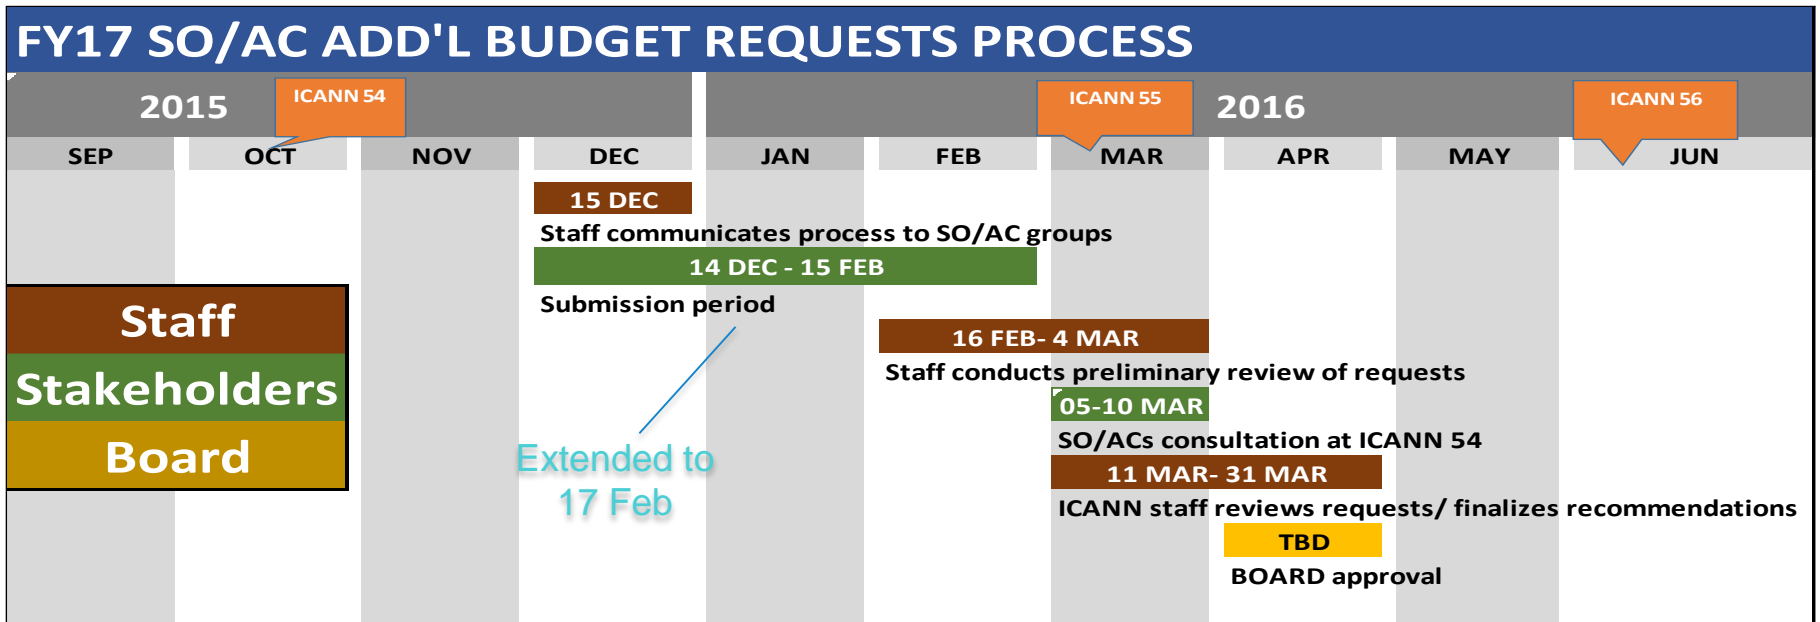 FY17 SO/AC ADD'L BUDGET REQUESTS PROCESS
2015
ICANN 54
ICANN 55
2016
ICANN 56
SEP
OCT
NOV
DEC
JAN
FEB
MAR
APR
MAY
JUN
15 DEC
Staff communicates process to SO/AC groups
14 DEC - 15 FEB
Submission period
Staff
Stakeholders
Board
16 FEB- 4 MAR
Staff conducts preliminary review of requests
05-10 MAR
SO/ACs consultation at ICANN 54
Extended to
17 Feb
11 MAR- 31 MAR
ICANN staff reviews requests/ finalizes recommendations
TBD
BOARD approval